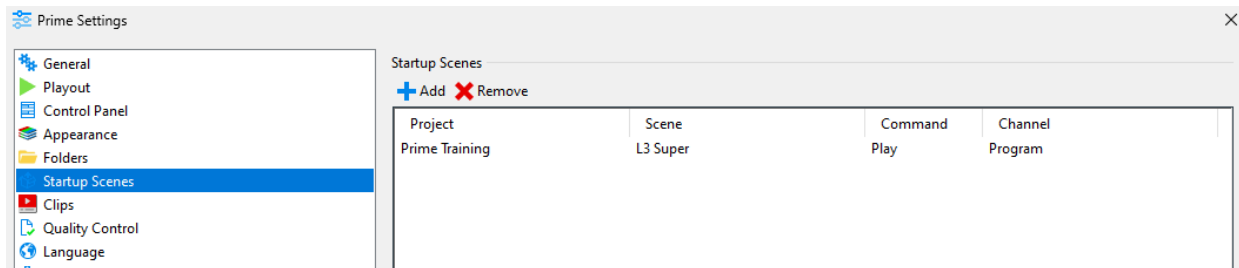 Prime Settings
General
Playout
Control Panel
Appearance
Folders
Startup Scenes
Clips
Quality Control
Language
Startup Scenes
Add Remove
Project Scene Command Channel
Prime Training L3 Super Play Program